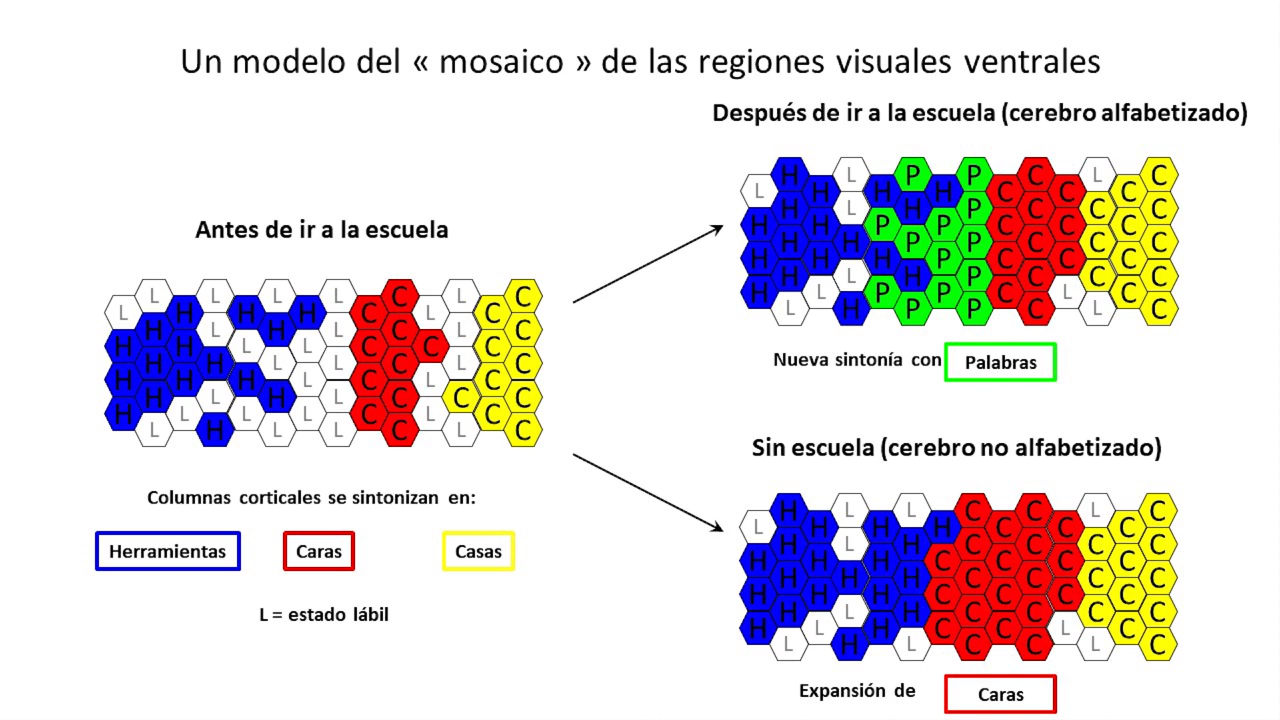 Un modelo del « mosaico » de las regiones visuales ventrales
Antes de ir a la escuela
L L L L C L C
L H H H C L C
H L H L C L C
H H L L C C C
H H L L C L C
H H H L C L C
H L H L C C C
H L L L C L C
L H L L C L C
Columnas corticales se sintonizan en:
Herramientas
Caras
Casas
L = estado lábil
Después de ir a la escuela (cerebro alfabetizado)
H L P P C L C
L H H H C C C
H L H P C C C
H H P P C C C
H H P P C C C
H H H P C C C
H L H P C C C
H L P P C L C
L H P P C L C
Nueva sintonía con Palabras
Sin escuela (cerebro no alfabetizado)
H L L C C L C
L H H H C C C
H L H C C C C
H H H C C C C
H H H C C C C
H H H C C C C
H L H C C C C
H L H C C L C
L H L C C L C
Expansión de Caras